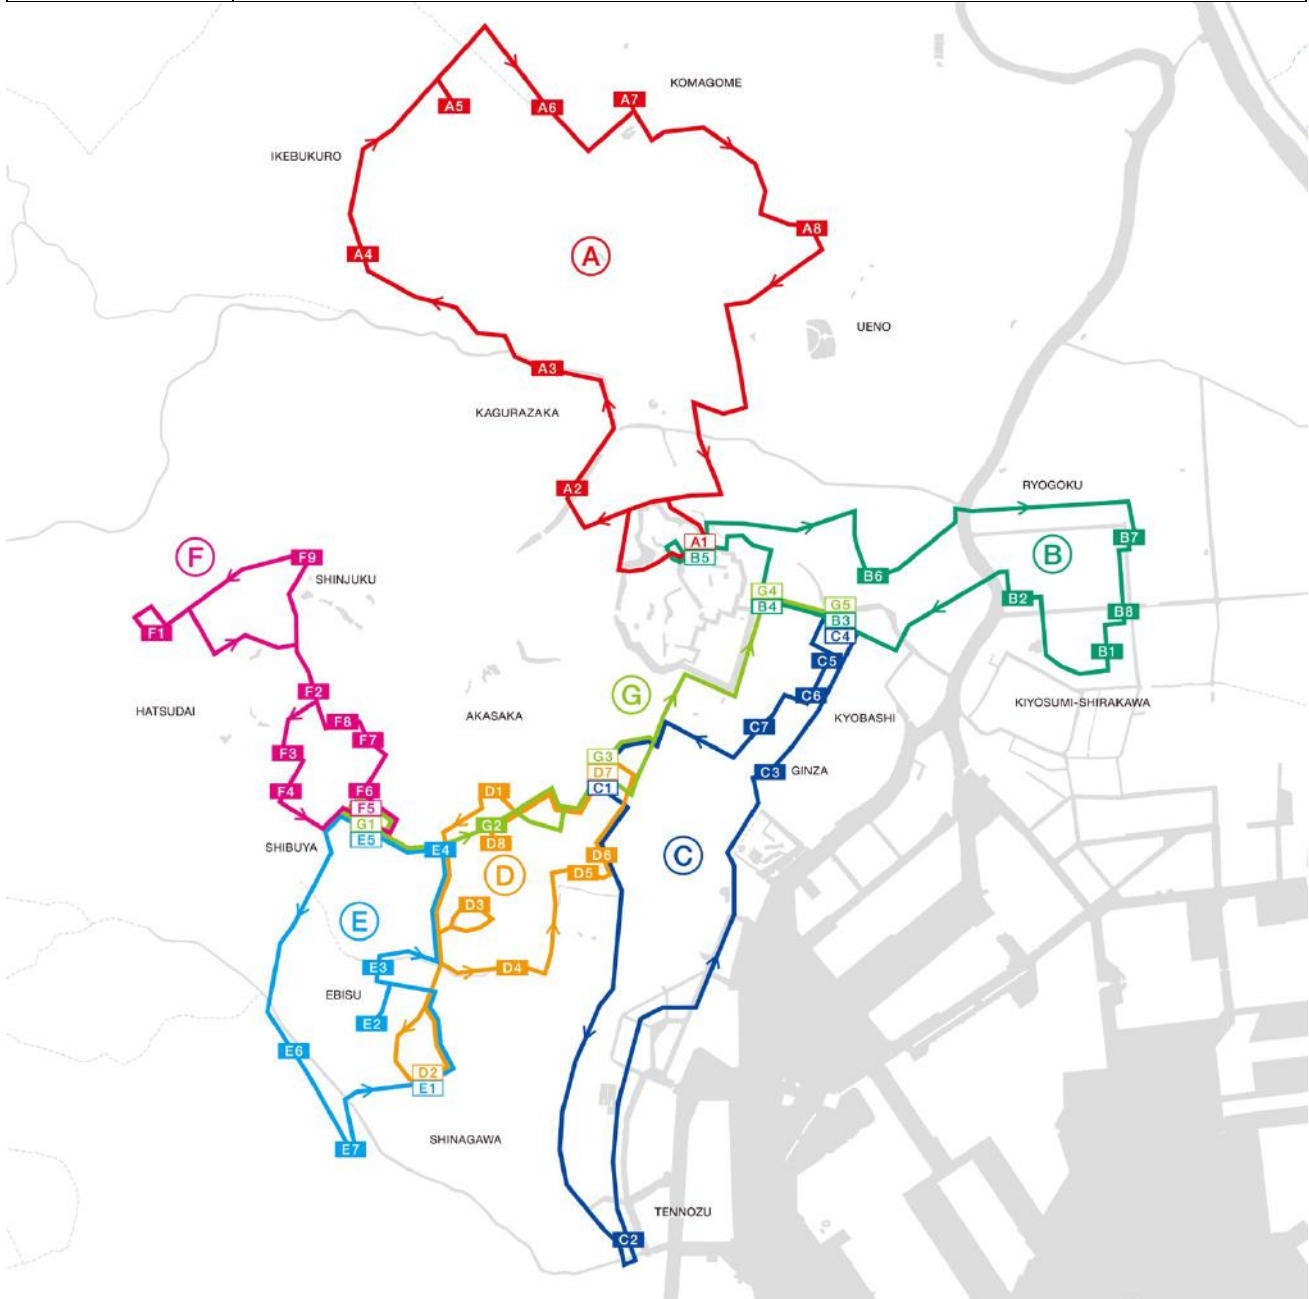 KOMAGOME
A7
A5
A6
IKEBUKURO
A8
A4
A
UENO
A3
KAGURAZAKA
A2
RYOGOKU
A1
B5
B7
F
F9
SHINJUKU
B
B6
G4
B4
B2
G5
B3
C4
B8
F1
B1
C5
F2
G
C6
KIYOSUMI-SHIRAKAWA
HATSUDAI
AKASAKA
KYOBASHI
F8
C7
F7
F3
G3
D7
C1
C3
GINZA
F4
F6
D1
F5
G1
E5
G2
D8
SHIBUYA
E4
D6
C
D5
D
D3
E
E3
D4
EBISU
E2
E6
D2
E1
SHINAGAWA
E7
TENNOZU
C2